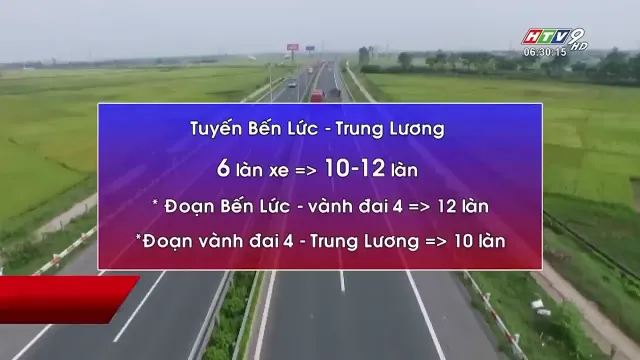 HTV9
HD
06:30:15
Tuyến Bến Lức - Trung Lương
6 làn xe => 10-12 làn
* Đoạn Bến Lức - vành đai 4 => 12 làn
*Đoạn vành đai 4 - Trung Lương => 10 làn